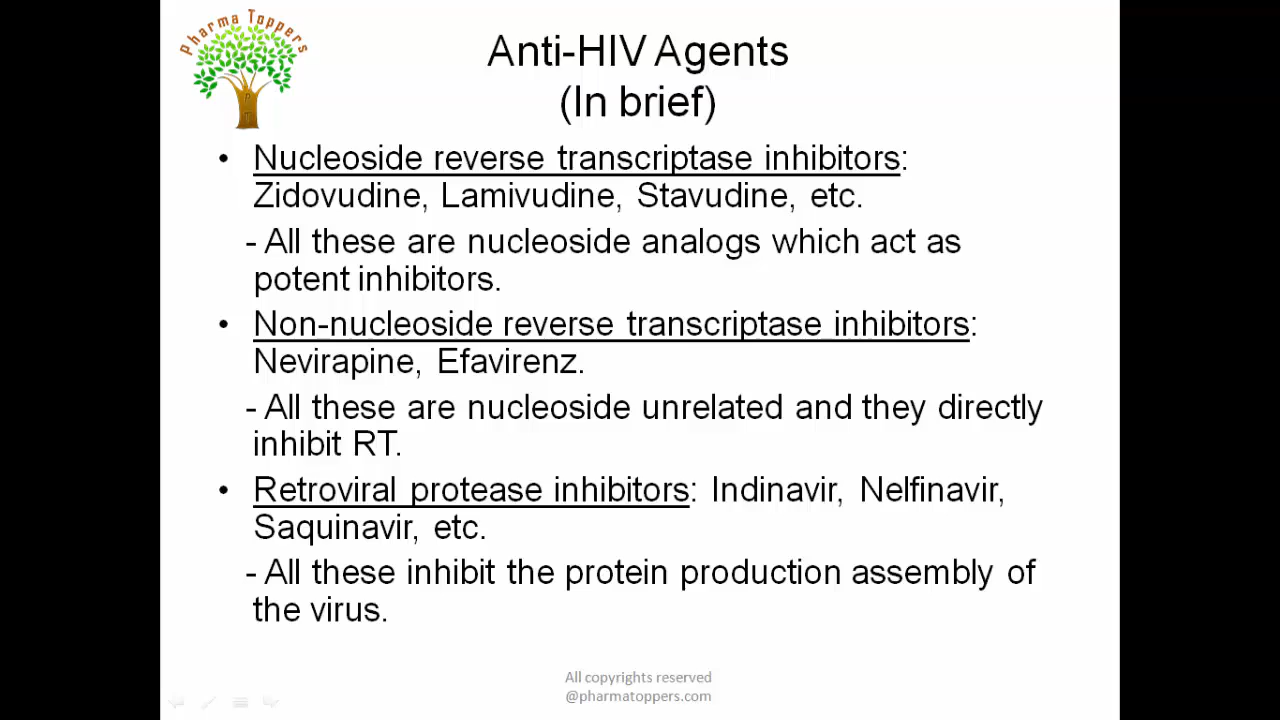 Pharma Toppers
Anti-HIV Agents
(In brief)
• Nucleoside reverse transcriptase inhibitors:
Zidovudine, Lamivudine, Stavudine, etc.
- All these are nucleoside analogs which act as
potent inhibitors.
• Non-nucleoside reverse transcriptase inhibitors:
Nevirapine, Efavirenz.
- All these are nucleoside unrelated and they directly
inhibit RT.
• Retroviral protease inhibitors: Indinavir, Nelfinavir,
Saquinavir, etc.
- All these inhibit the protein production assembly of
the virus.
All copyrights reserved
@pharmatoppers.com